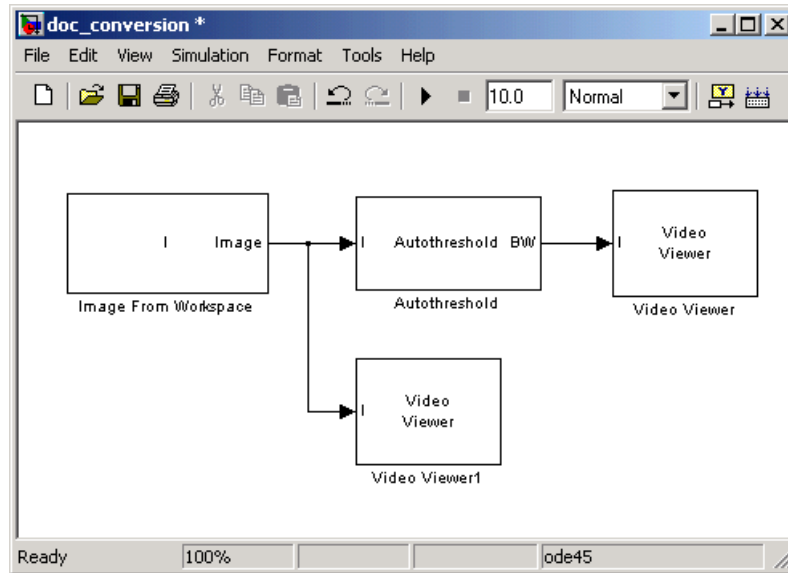 doc_conversion *
File Edit View Simulation Format Tools Help
10.0 Normal
I Image
Image From Workspace
I Autothreshold BW
Autothreshold
I Video
Viewer
Video Viewer
I Video
Viewer
Video Viewer1
Ready 100% ode45